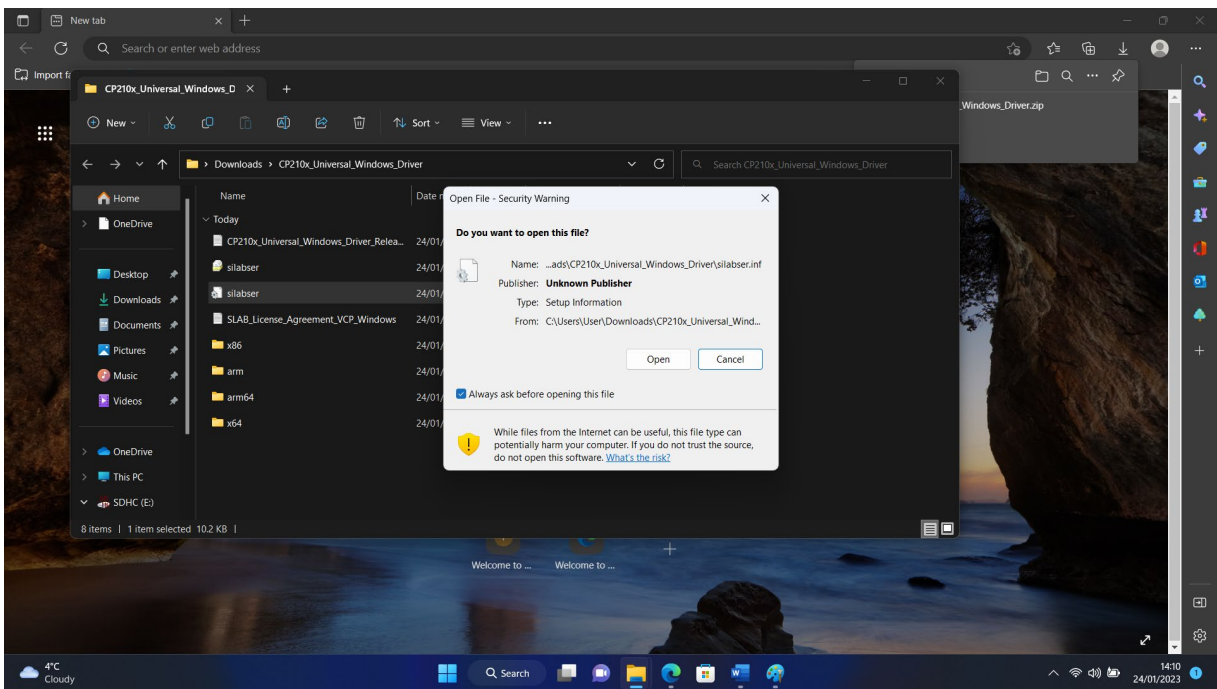 New tab
Search or enter web address
Import fa
_Windows_Driver.zip
CP210x_Universal_Windows_D
New
Sort
View
Downloads > CP210x_Universal_Windows_Driver
Search CP210x_Universal_Windows_Driver
Home
OneDrive
Desktop
Downloads
Documents
Pictures
Music
Videos
OneDrive
This PC
SDHC (E:)
Name
Date
Today
CP210x_Universal_Windows_Driver_Relea... 24/01/
silabser 24/01/
silabser 24/01/
SLAB_License_Agreement_VCP_Windows 24/01/
x86 24/01/
arm 24/01/
arm64 24/01/
x64 24/01/
8 items | 1 item selected 10.2 KB |
Open File - Security Warning
Do you want to open this file?
Name: ...ads\CP210x_Universal_Windows_Driver\silabser.inf
Publisher: Unknown Publisher
Type: Setup Information
From: C:\Users\User\Downloads\CP210x_Universal_Wind...
Open
Cancel
Always ask before opening this file
While files from the Internet can be useful, this file type can
potentially harm your computer. If you do not trust the source,
do not open this software. What's the risk?
Welcome to ...
Welcome to ...
4°C
Cloudy
Search
14:10
24/01/2023
1